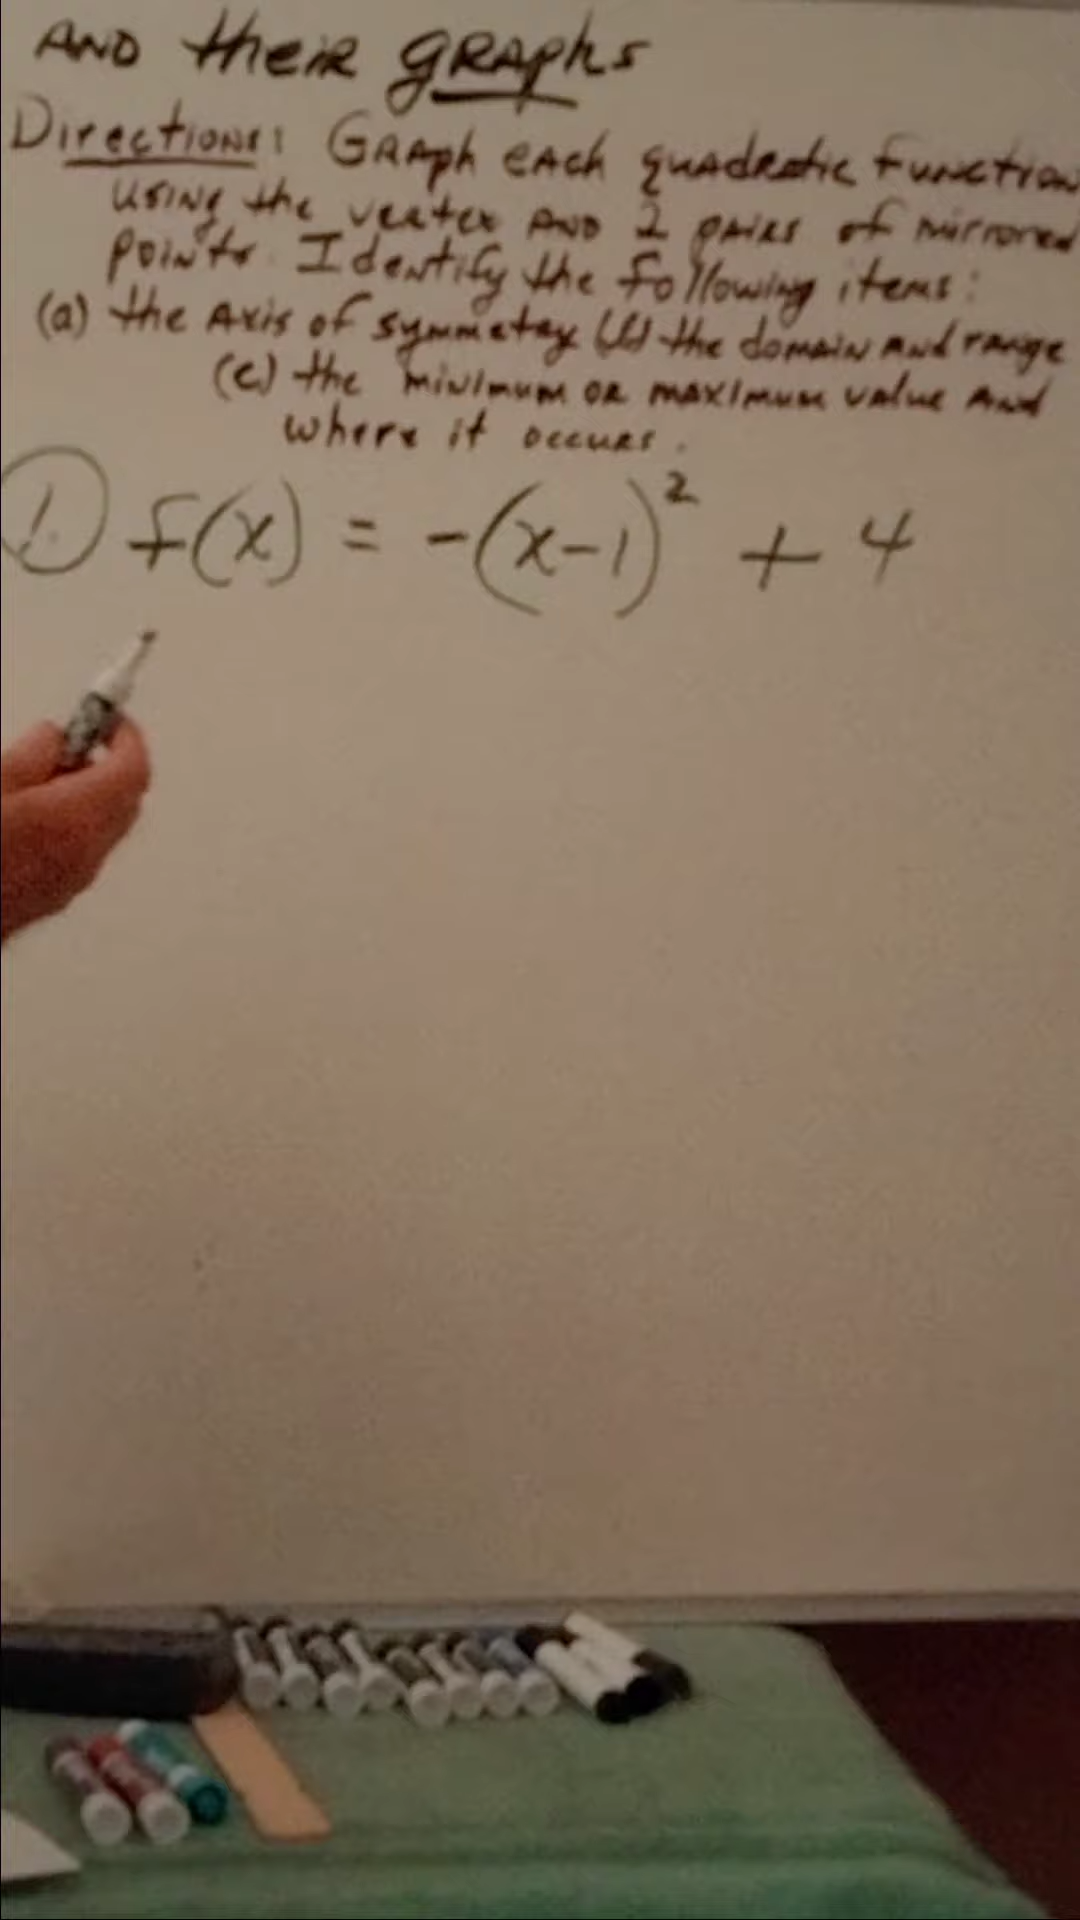 AND their graphs
Directions: Graph each quadratic function
using the vertex AND 2 pairs of mirrored
points. Identify the following items:
(a) the Axis of symmetry (b) the domain and range
(c) the minimum or maximum value and
where it occurs.
1. f(x) = -(x-1)² + 4